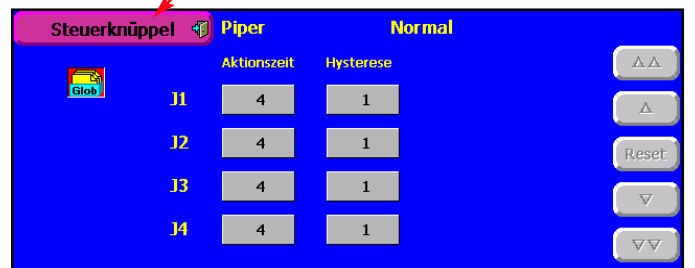 Steuerknüppel Piper Normal
Aktionszeit Hysterese
Glob
J1 4 1
J2 4 1
Reset
J3 4 1
J4 4 1